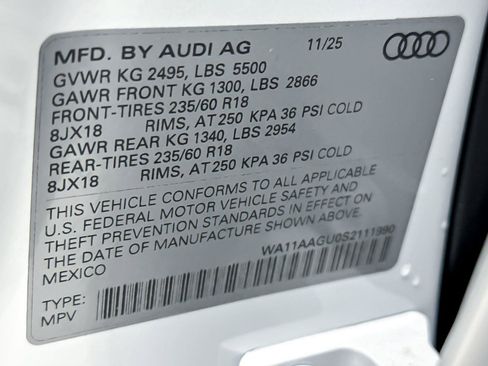 MFD. BY AUDI AG 11/25
GVWR KG 2495, LBS 5500
GAWR FRONT KG 1300, LBS 2866
FRONT-TIRES 235/60 R18
8JX18 RIMS, AT 250 KPA 36 PSI COLD
GAWR REAR KG 1340, LBS 2954
REAR-TIRES 235/60 R18
8JX18 RIMS, AT 250 KPA 36 PSI COLD
THIS VEHICLE CONFORMS TO ALL APPLICABLE
U.S. FEDERAL MOTOR VEHICLE SAFETY AND
THEFT PREVENTION STANDARDS IN EFFECT ON
THE DATE OF MANUFACTURE SHOWN ABOVE.
MEXICO
WA11AAGU0S2111990
TYPE:
MPV